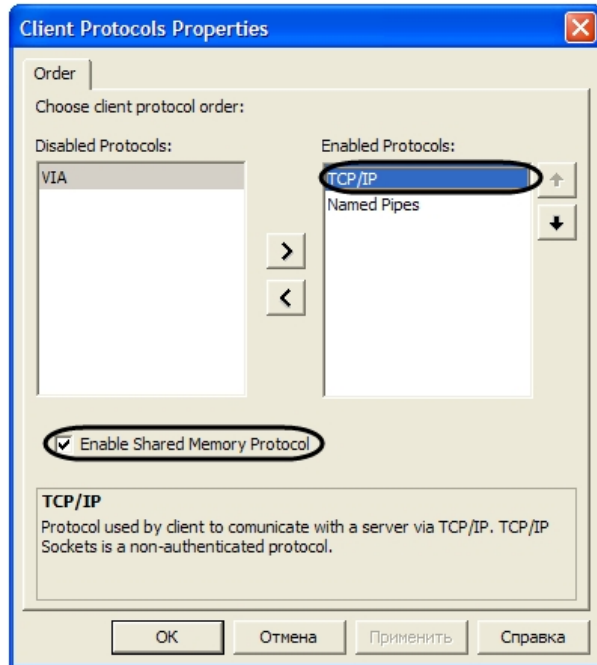 Client Protocols Properties
Order
Choose client protocol order:
Disabled Protocols:
Enabled Protocols:
VIA
TCP/IP
Named Pipes
Enable Shared Memory Protocol
TCP/IP
Protocol used by client to comunicate with a server via TCP/IP. TCP/IP
Sockets is a non-authenticated protocol.
OK
Отмена
Применить
Справка